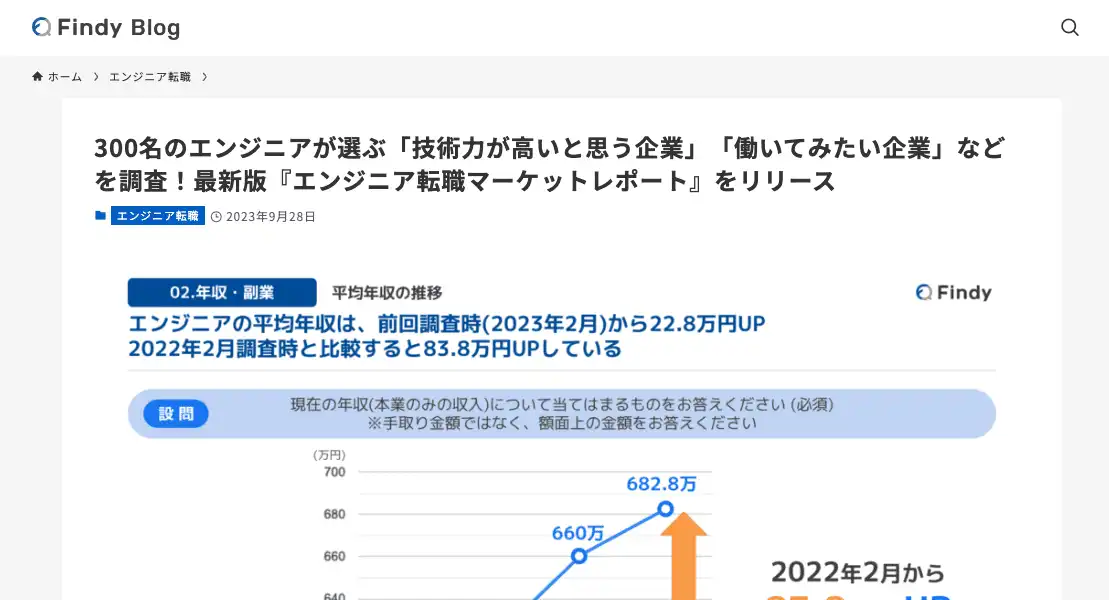 Findy Blog
ホーム
エンジニア転職
300名のエンジニアが選ぶ「技術力が高いと思う企業」「働いてみたい企業」など
を調査！最新版『エンジニア転職マーケットレポート』をリリース
エンジニア転職
2023年9月28日
02.年収・副業
平均年収の推移
Findy
エンジニアの平均年収は、前回調査時(2023年2月)から22.8万円UP
2022年2月調査時と比較すると83.8万円UPしている
設問
現在の年収(本業のみの収入)について当てはまるものをお答えください (必須)
※手取り金額ではなく、額面上の金額をお答えください
(万円)
700
682.8万
680
660万
660
2022年2月から
640